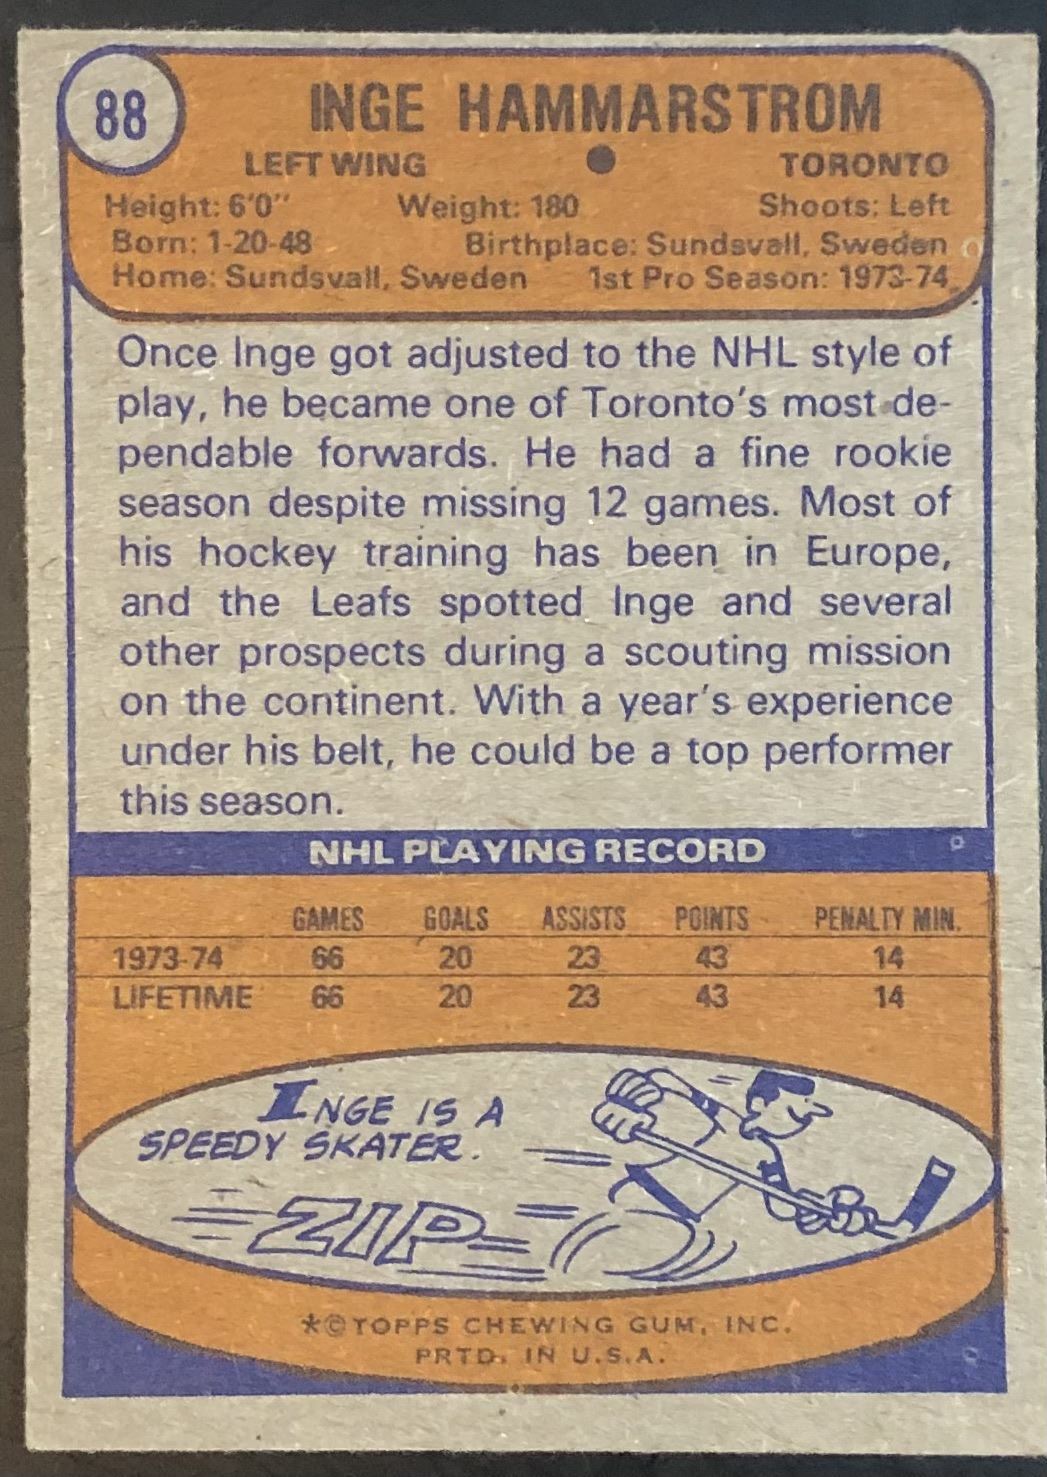 88
INGE HAMMARSTROM
LEFT WING ● TORONTO
Height: 6'0" Weight: 180 Shoots: Left
Born: 1-20-48 Birthplace: Sundsvall, Sweden
Home: Sundsvall, Sweden 1st Pro Season: 1973-74
Once Inge got adjusted to the NHL style of
play, he became one of Toronto's most de-
pendable forwards. He had a fine rookie
season despite missing 12 games. Most of
his hockey training has been in Europe,
and the Leafs spotted Inge and several
other prospects during a scouting mission
on the continent. With a year's experience
under his belt, he could be a top performer
this season.
NHL PLAYING RECORD
GAMES GOALS ASSISTS POINTS PENALTY MIN.
1973-74 66 20 23 43 14
LIFETIME 66 20 23 43 14
INGE IS A
SPEEDY SKATER.
ZIP
*© TOPPS CHEWING GUM, INC.
PRTD. IN U.S.A.